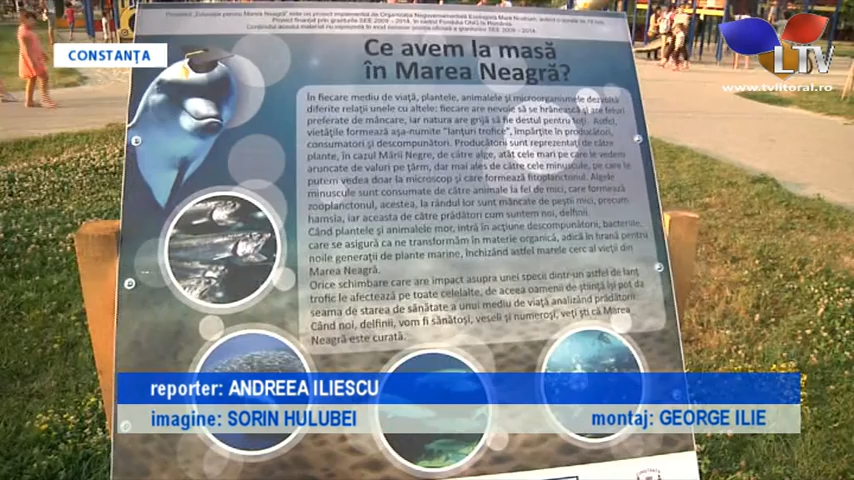 Proiectul "Educație pentru Marea Neagră" este un proiect implementat de Organizația Neguvernamentală Ecologistă Mare Nostrum, având o durată de 16 luni.
Proiect finanțat prin granturile SEE 2009 - 2014, în cadrul Fondului ONG în România.
Conținutul acestui material nu reprezintă în mod necesar poziția oficială a granturilor SEE 2009 - 2014.
CONSTANȚA
LTV
www.tvlitoral.ro
Ce avem la masă
în Marea Neagră?
În fiecare mediu de viață, plantele, animalele și microorganismele dezvoltă
diferite relații unele cu altele: fiecare are nevoie să se hrănească și are feluri
preferate de mâncare, iar natura are grijă să fie destul pentru toți. Astfel,
viețățile formează așa-numite "lanțuri trofice", împărțite în producători,
consumatori și descompunători. Producătorii sunt reprezentați de către
plante, în cazul Mării Negre, de către alge, atât cele mari pe care le vedem
aruncate de valuri pe țărm, dar mai ales de către cele minuscule, pe care le
putem vedea doar la microscop și care formează fitoplanctonul. Algele
minuscule sunt consumate de către animale la fel de mici, care formează
zooplanctonul, acestea, la rândul lor sunt mâncate de peștii mici, precum
hamsia, iar aceasta de către prădători cum suntem noi, delfinii.
Când plantele și animalele mor, intră în acțiune descompunătorii, bacteriile,
care se asigură ca ne transformăm în materie organică, adică în hrană pentru
noile generații de plante marine, închizând astfel marele cerc al vieții din
Marea Neagră.
Orice schimbare care are impact asupra unei specii dintr-un astfel de lanț
trofic le afectează pe toate celelalte, de aceea oamenii de știință își pot da
seama de starea de sănătate a unui mediu de viață analizând prădătorii.
Când noi, delfinii, vom fi sănătoși, veseli și numeroși, veți ști că Marea
Neagră este curată.
reporter: ANDREEA ILIESCU
imagine: SORIN HULUBEI
montaj: GEORGE ILIE